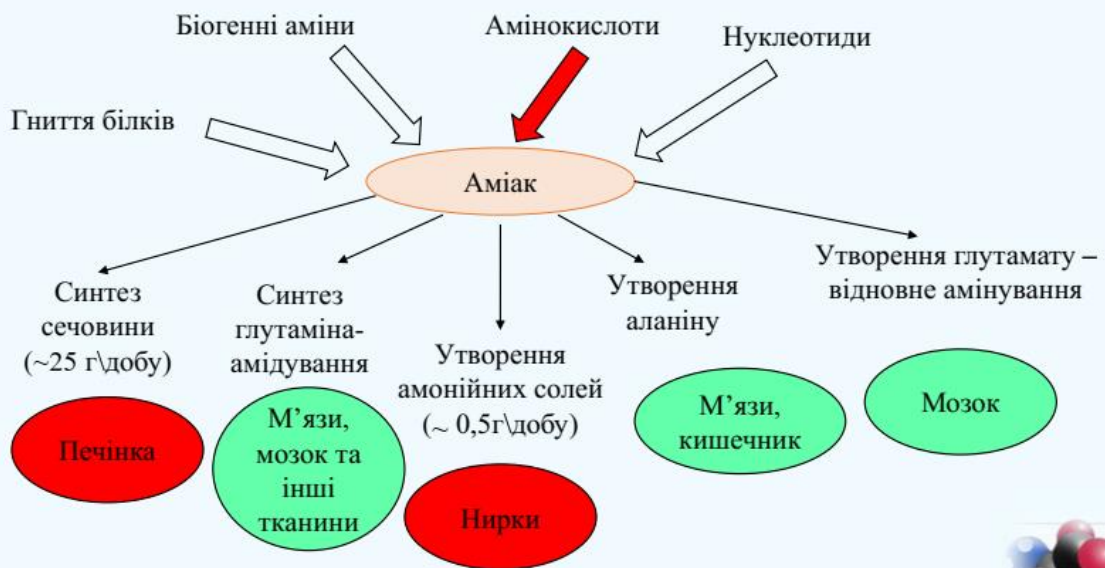 Біогенні аміни
Амінокислоти
Нуклеотиди
Гниття білків
Аміак
Синтез
сечовини
(~25 г\добу)
Печінка
Синтез
глутаміна-
амідування
М’язи,
мозок та
інші
тканини
Утворення
амонійних солей
(~ 0,5г\добу)
Нирки
Утворення
аланіну
М’язи,
кишечник
Утворення глутамату –
відновне амінування
Мозок